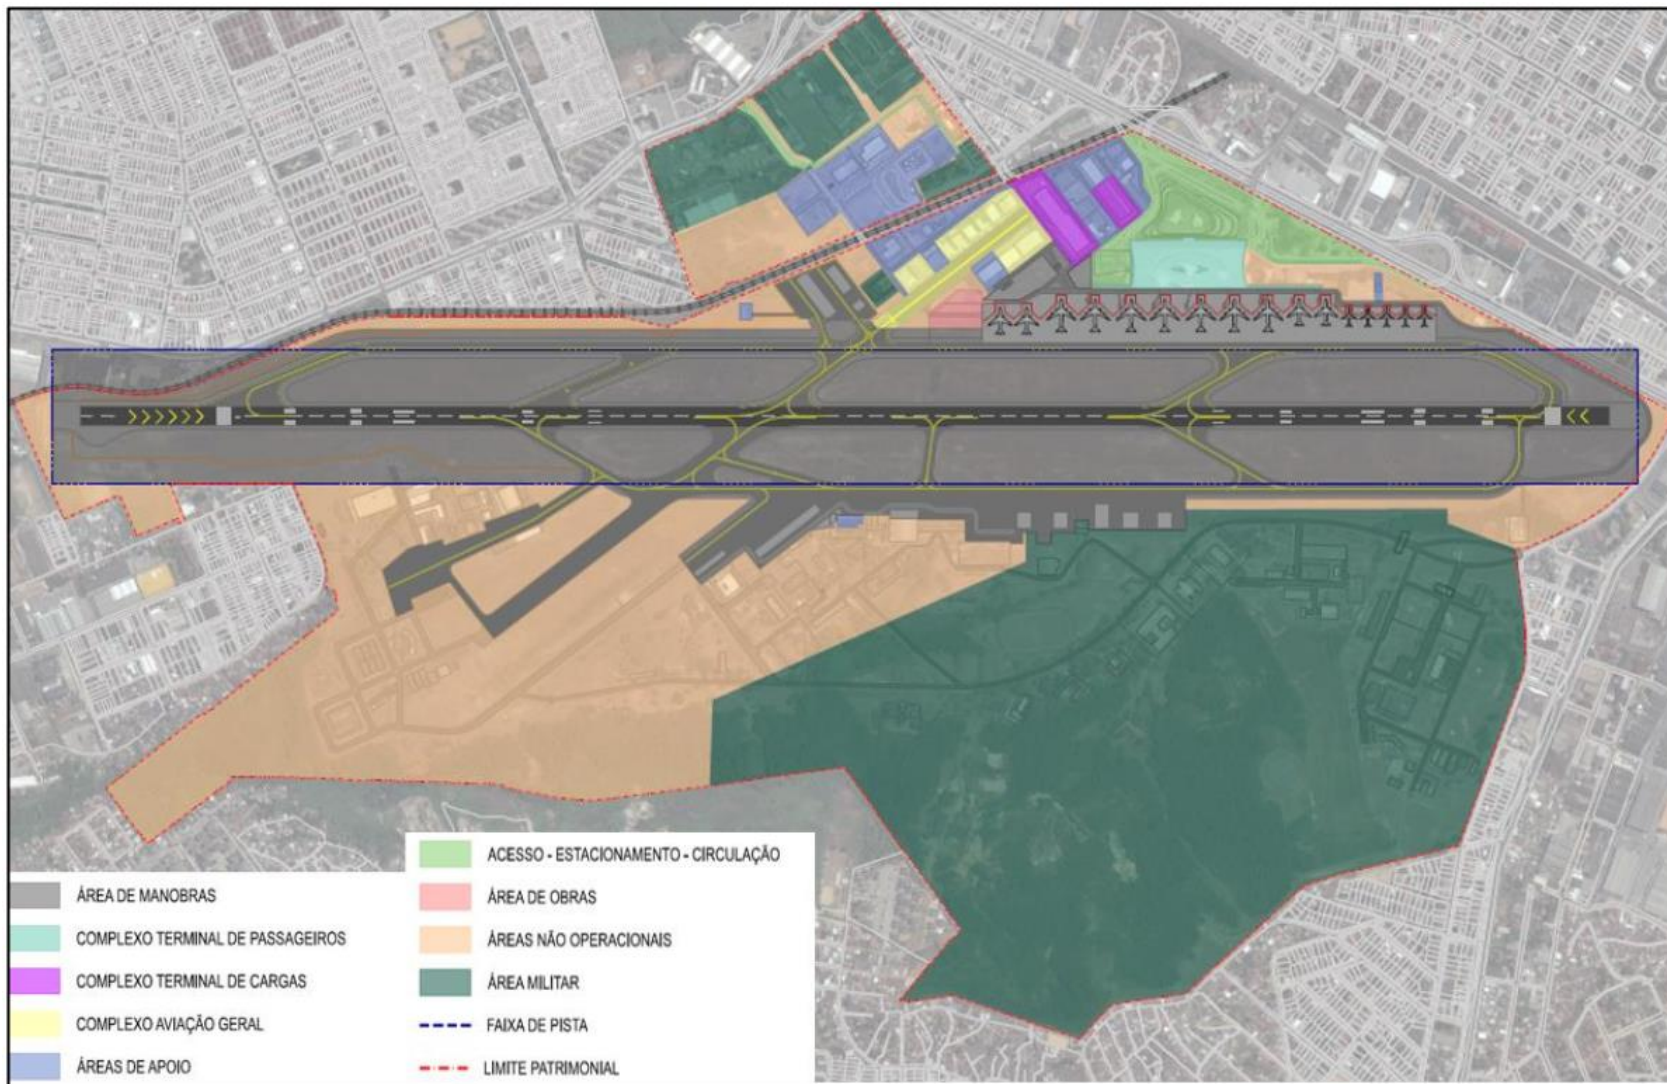 ACESSO - ESTACIONAMENTO - CIRCULAÇÃO
ÁREA DE MANOBRAS
ÁREA DE OBRAS
COMPLEXO TERMINAL DE PASSAGEIROS
ÁREAS NÃO OPERACIONAIS
COMPLEXO TERMINAL DE CARGAS
ÁREA MILITAR
COMPLEXO AVIAÇÃO GERAL
FAIXA DE PISTA
ÁREAS DE APOIO
LIMITE PATRIMONIAL